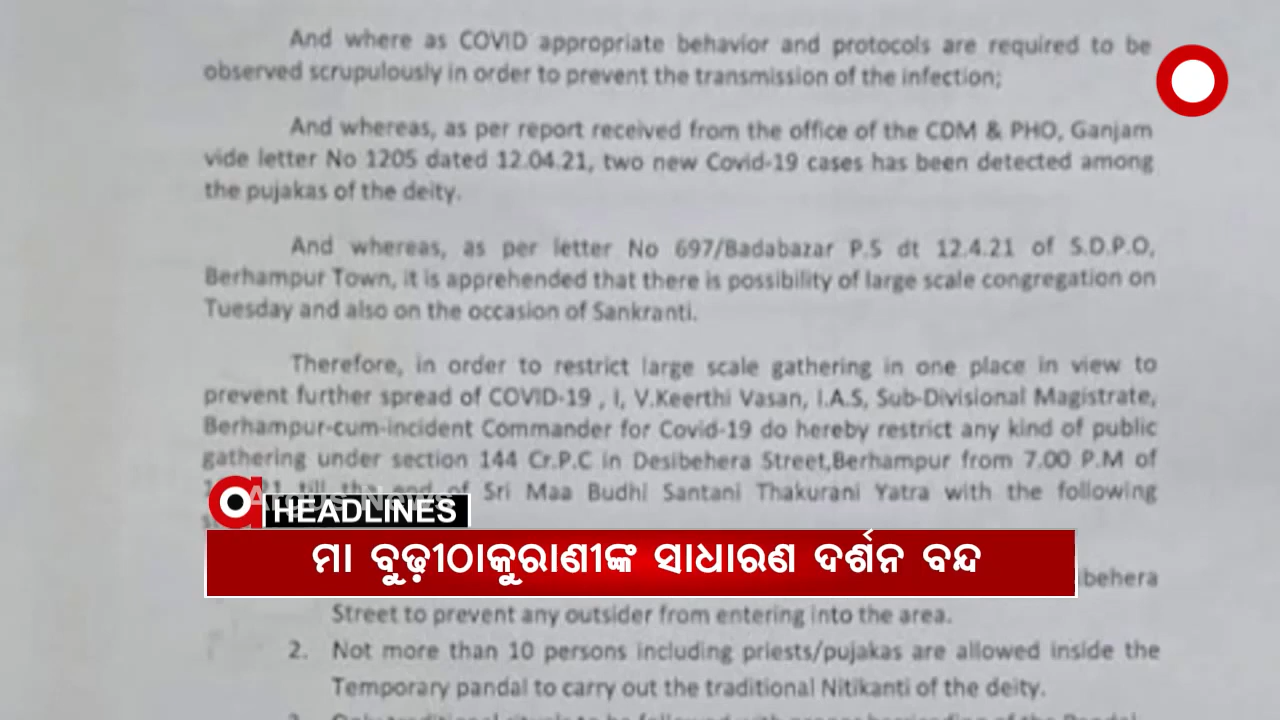 And where as COVID appropriate behavior and protocols are required to be
observed scrupulously in order to prevent the transmission of the infection;
And whereas, as per report received from the office of the CDM & PHO, Ganjam
vide letter No 1205 dated 12.04.21, two new Covid-19 cases has been detected among
the pujakas of the deity.
And whereas, as per letter No 697/Badabazar P.S dt 12.4.21 of S.D.P.O,
Berhampur Town, it is apprehended that there is possibility of large scale congregation on
Tuesday and also on the occasion of Sankranti.
Therefore, in order to restrict large scale gathering in one place in view to
prevent further spread of COVID-19 , I, V.Keerthi Vasan, I.A.S, Sub-Divisional Magistrate,
Berhampur-cum-incident Commander for Covid-19 do hereby restrict any kind of public
gathering under section 144 Cr.P.C in Desibehera Street,Berhampur from 7.00 P.M of
till the end of Sri Maa Budhi Santani Thakurani Yatra with the following
Argus News
HEADLINES
ମା ବୁଢ଼ୀଠାକୁରାଣୀଙ୍କ ସାଧାରଣ ଦର୍ଶନ ବନ୍ଦ
ibehera
Street to prevent any outsider from entering into the area.
2. Not more than 10 persons including priests/pujakas are allowed inside the
Temporary pandal to carry out the traditional Nitikanti of the deity.